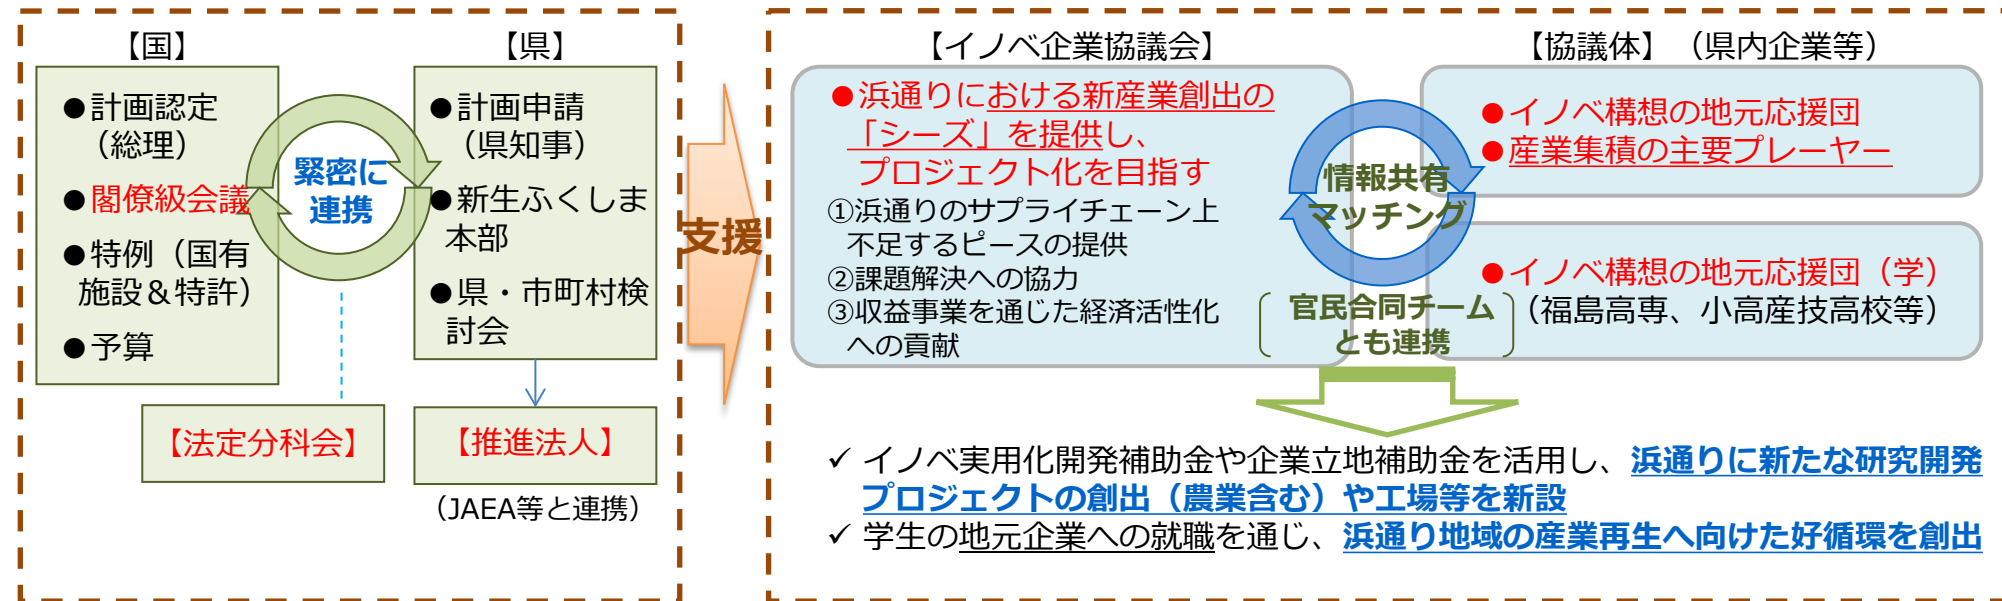 【国】
●計画認定
（総理）
●閣僚級会議
●特例（国有
施設＆特許）
●予算
緊密に
連携
【県】
●計画申請
（県知事）
●新生ふくしま
本部
●県・市町村検
討会
【法定分科会】
【推進法人】
（JAEA等と連携）
支援
【イノベ企業協議会】
●浜通りにおける新産業創出の
「シーズ」を提供し、
プロジェクト化を目指す
①浜通りのサプライチェーン上
不足するピースの提供
②課題解決への協力
③収益事業を通じた経済活性化
への貢献
情報共有
マッチング
官民合同チーム
とも連携
【協議体】（県内企業等）
●イノベ構想の地元応援団
●産業集積の主要プレーヤー
●イノベ構想の地元応援団（学）
（福島高専、小高産技高校等）
✓ イノベ実用化開発補助金や企業立地補助金を活用し、浜通りに新たな研究開発
プロジェクトの創出（農業含む）や工場等を新設
✓ 学生の地元企業への就職を通じ、浜通り地域の産業再生へ向けた好循環を創出